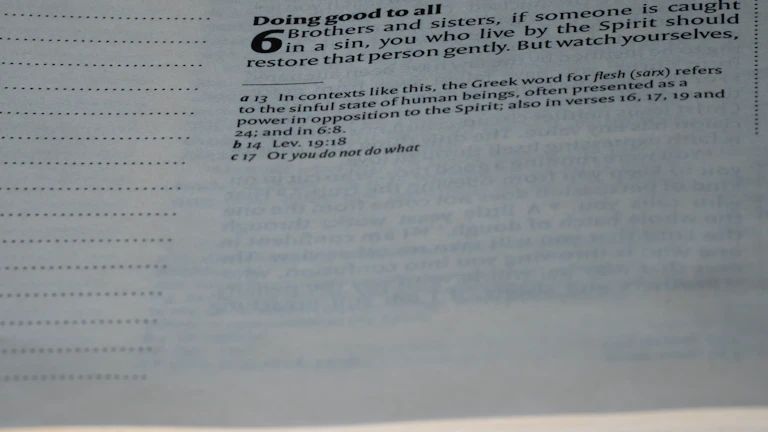 Doing good to all
6 Brothers and sisters, if someone is caught
in a sin, you who live by the Spirit should
restore that person gently. But watch yourselves,
a 13 In contexts like this, the Greek word for flesh (sarx) refers
to the sinful state of human beings, often presented as a
power in opposition to the Spirit; also in verses 16, 17, 19 and
24; and in 6:8.
b 14 Lev. 19:18
c 17 Or you do not do what